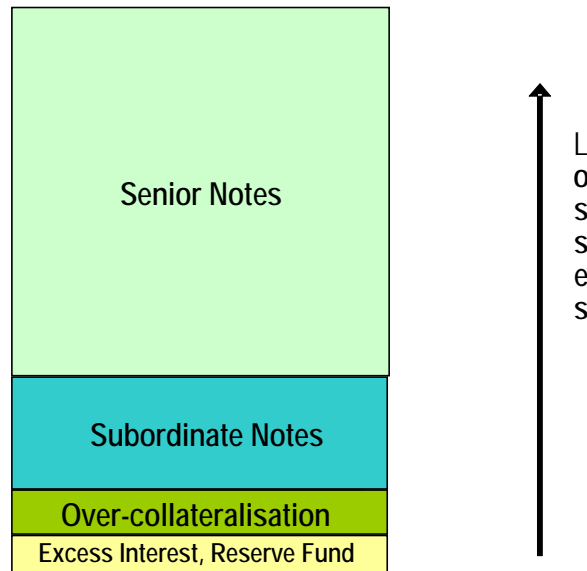 Senior Notes
Subordinate Notes
Over-collateralisation
Excess Interest, Reserve Fund